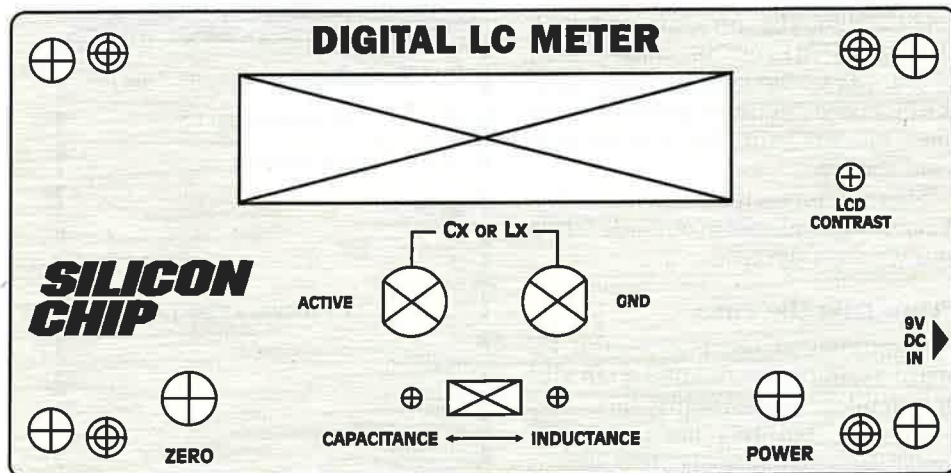 DIGITAL LC METER
LCD
CONTRAST
CX OR LX
SILICON
CHIP
ACTIVE
GND
9V
DC
IN
ZERO
CAPACITANCE
INDUCTANCE
POWER